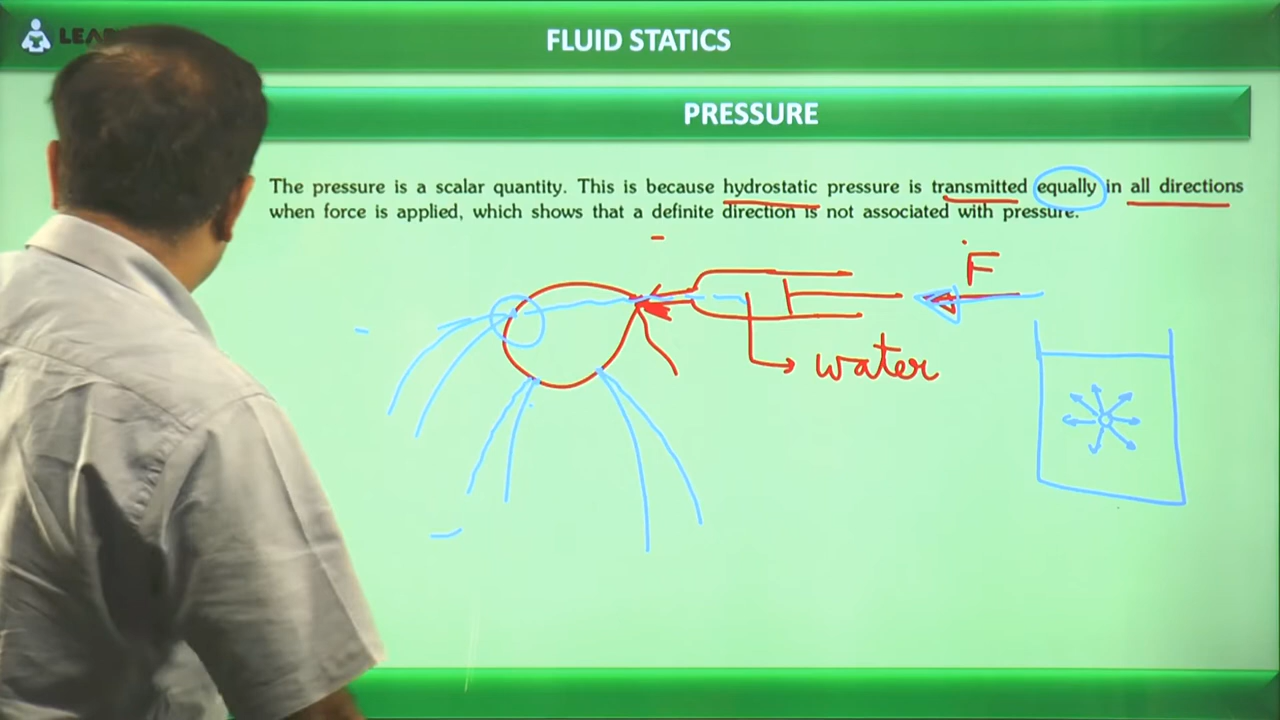 LEA
FLUID STATICS
PRESSURE
The pressure is a scalar quantity. This is because hydrostatic pressure is transmitted equally in all directions
when force is applied, which shows that a definite direction is not associated with pressure.
F
water